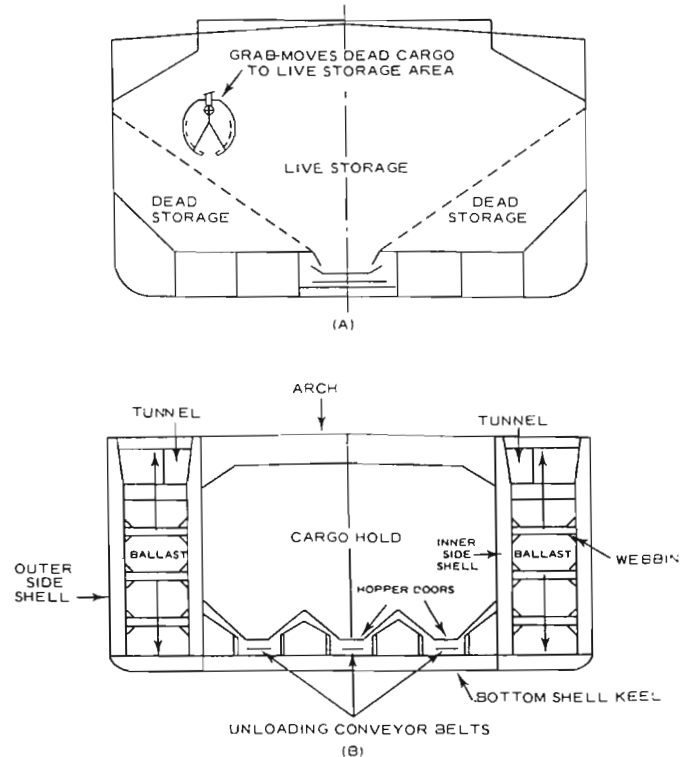 GRAB-MOVES DEAD CARGO
TO LIVE STORAGE AREA
LIVE STORAGE
DEAD
STORAGE
DEAD
STORAGE
(A)
ARCH
TUNNEL
TUNNEL
CARGO HOLD
INNER
SIDE
SHELL
BALLAST
BALLAST
WEBBIN
OUTER
SIDE
SHELL
HOPPER DOORS
BOTTOM SHELL KEEL
UNLOADING CONVEYOR BELTS
(B)